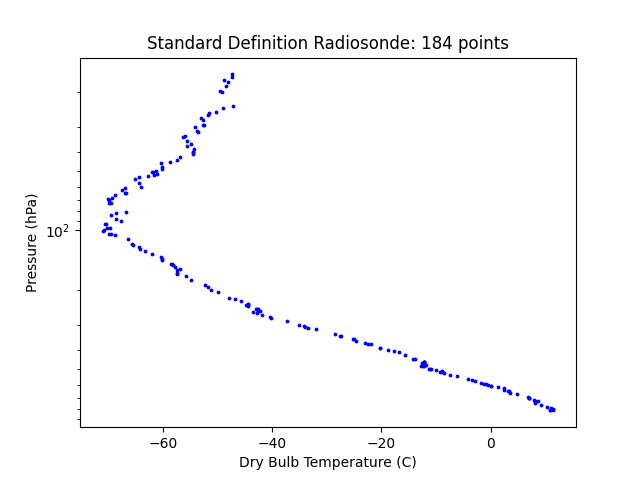 Standard Definition Radiosonde: 184 points
Pressure (hPa)
10²
−60 −40 −20 0
Dry Bulb Temperature (C)